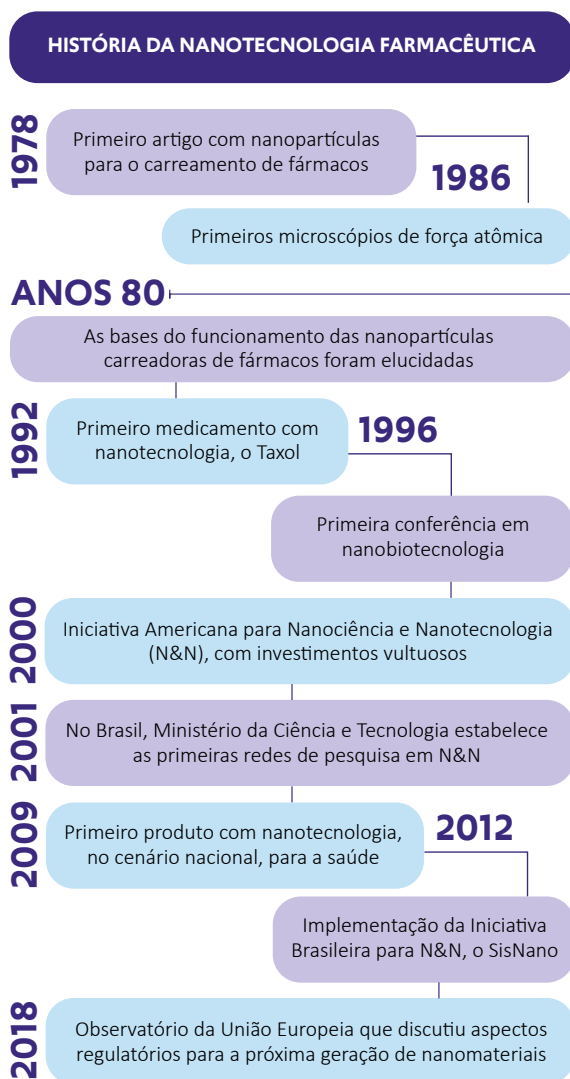 HISTÓRIA DA NANOTECNOLOGIA FARMACÊUTICA
1978
Primeiro artigo com nanopartículas
para o carreamento de fármacos
1986
Primeiros microscópios de força atômica
ANOS 80
As bases do funcionamento das nanopartículas
carreadoras de fármacos foram elucidadas
1992
Primeiro medicamento com
nanotecnologia, o Taxol
1996
Primeira conferência em
nanobiotecnologia
2000
Iniciativa Americana para Nanociência e Nanotecnologia
(N&N), com investimentos vultuosos
2001
No Brasil, Ministério da Ciência e Tecnologia estabelece
as primeiras redes de pesquisa em N&N
2009
Primeiro produto com nanotecnologia,
no cenário nacional, para a saúde
2012
Implementação da Iniciativa
Brasileira para N&N, o SisNano
2018
Observatório da União Europeia que discutiu aspectos
regulatórios para a próxima geração de nanomateriais